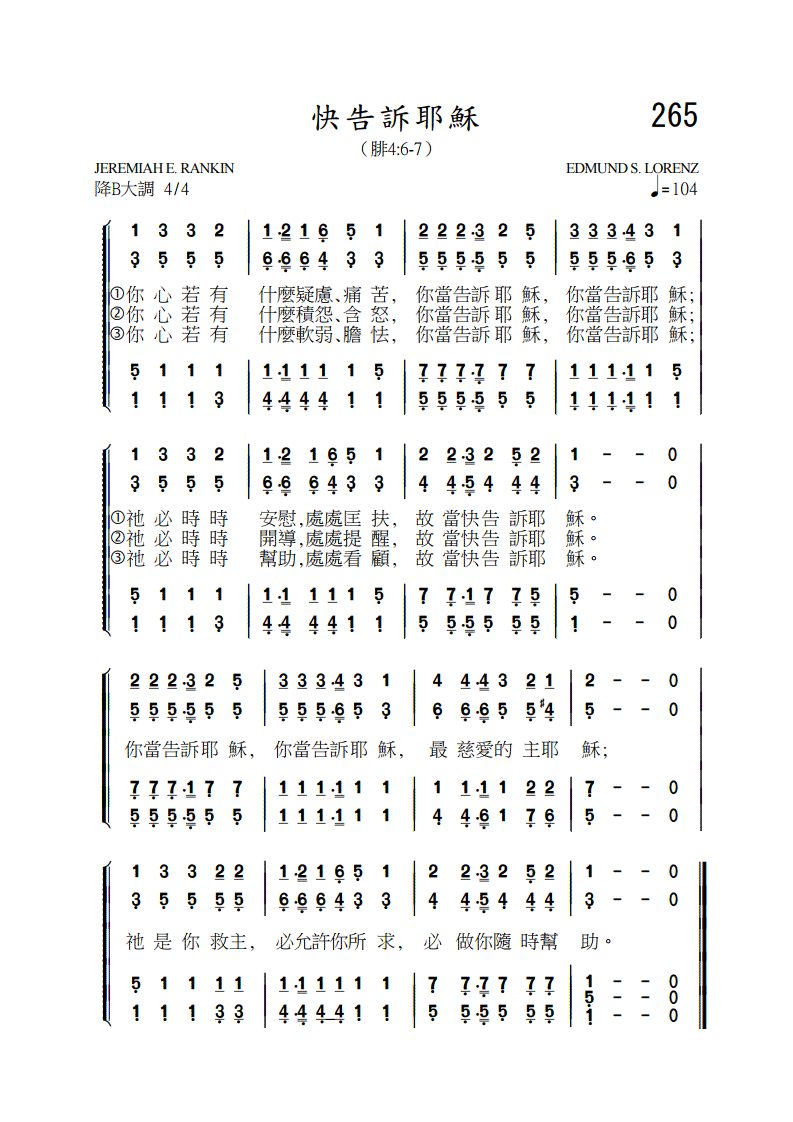 快告訴耶穌
265
（腓4:6-7）
JEREMIAH E. RANKIN
EDMUND S. LORENZ
降B大調 4/4
♩=104
1 3 3 2 | 1·2 1 6 5 1 | 2 2 2·3 2 5 | 3 3 3·4 3 1
3 5 5 5 | 6·6 6 4 3 3 | 5 5 5·5 5 5 | 5 5 5·6 5 3
①你心若有 什麼疑慮、痛苦, 你當告訴耶穌, 你當告訴耶穌;
②你心若有 什麼積怨、含怒, 你當告訴耶穌, 你當告訴耶穌;
③你心若有 什麼軟弱、膽怯, 你當告訴耶穌, 你當告訴耶穌;
5 1 1 1 | 1·1 1 1 1 5 | 7 7 7·7 7 7 | 1 1 1·1 1 5
1 1 1 3 | 4·4 4 4 1 1 | 5 5 5·5 5 5 | 1 1 1·1 1 1
1 3 3 2 | 1·2 1 6 5 1 | 2 2·3 2 5 2 | 1 - - 0
3 5 5 5 | 6·6 6 4 3 3 | 4 4·5 4 4 4 | 3 - - 0
①祂必時時 安慰,處處匡扶, 故當快告訴耶穌。
②祂必時時 開導,處處提醒, 故當快告訴耶穌。
③祂必時時 幫助,處處看顧, 故當快告訴耶穌。
5 1 1 1 | 1·1 1 1 1 5 | 7 7·1 7 7 5 | 5 - - 0
1 1 1 3 | 4·4 4 4 1 1 | 5 5·5 5 5 5 | 1 - - 0
2 2 2·3 2 5 | 3 3 3·4 3 1 | 4 4·4 3 2 1 | 2 - - 0
5 5 5·5 5 5 | 5 5 5·6 5 3 | 6 6·6 5 5 ♯4 | 5 - - 0
你當告訴耶穌, 你當告訴耶穌, 最慈愛的主耶穌;
7 7 7·1 7 7 | 1 1 1·1 1 1 | 1 1·1 1 2 2 | 7 - - 0
5 5 5·5 5 5 | 1 1 1·1 1 1 | 4 4·6 1 7 6 | 5 - - 0
1 3 3 2 2 | 1·2 1 6 5 1 | 2 2·3 2 5 2 | 1 - - 0
3 5 5 5 5 | 6·6 6 4 3 3 | 4 4·5 4 4 4 | 3 - - 0
祂是你救主, 必允許你所求, 必做你隨時幫助。
5 1 1 1 1 | 1·1 1 1 1 1 | 7 7·7 7 7 7 | 1 - - 0
5 - - 0
1 1 1 3 3 | 4·4 4 4 1 1 | 5 5·5 5 5 5 | 1 - - 0